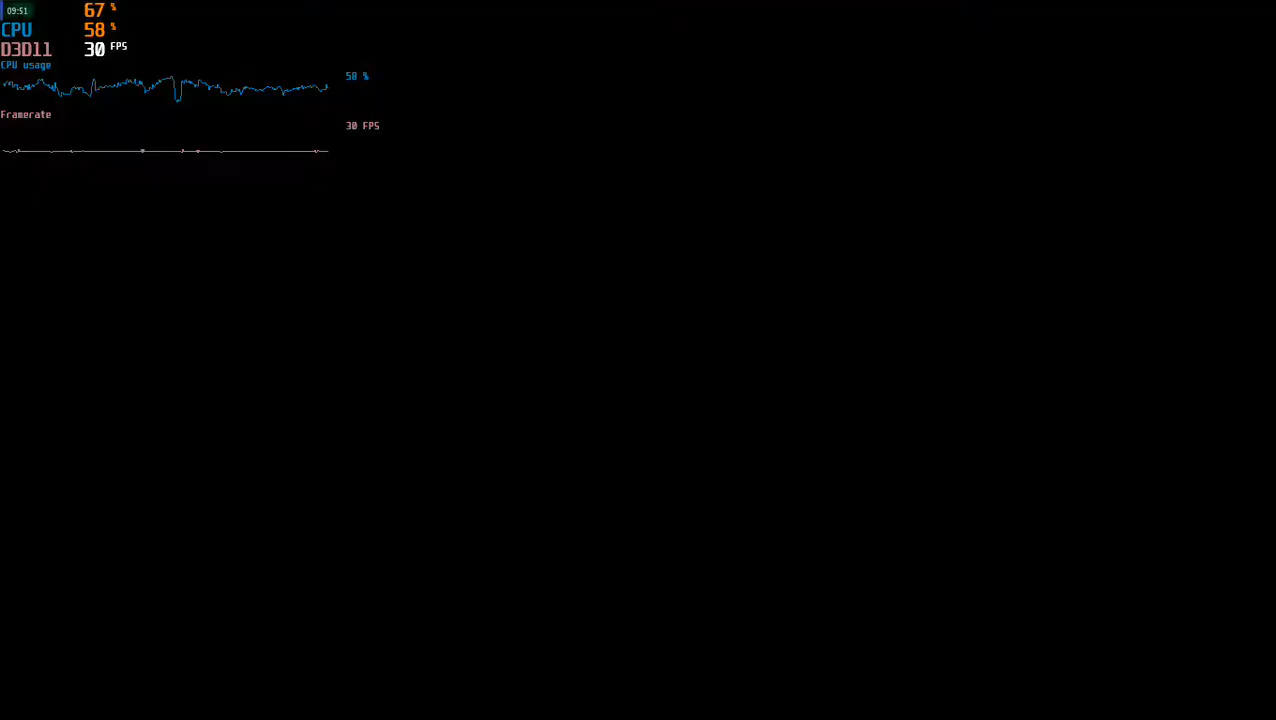 09:51 67 %
CPU 58 %
D3D11 30 FPS
CPU usage
58 %
Framerate
30 FPS